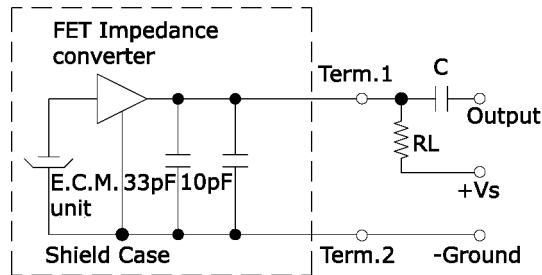 FET Impedance
converter
Term.1
C
Output
RL
+Vs
E.C.M. 33pF 10pF
unit
Shield Case
Term.2
-Ground